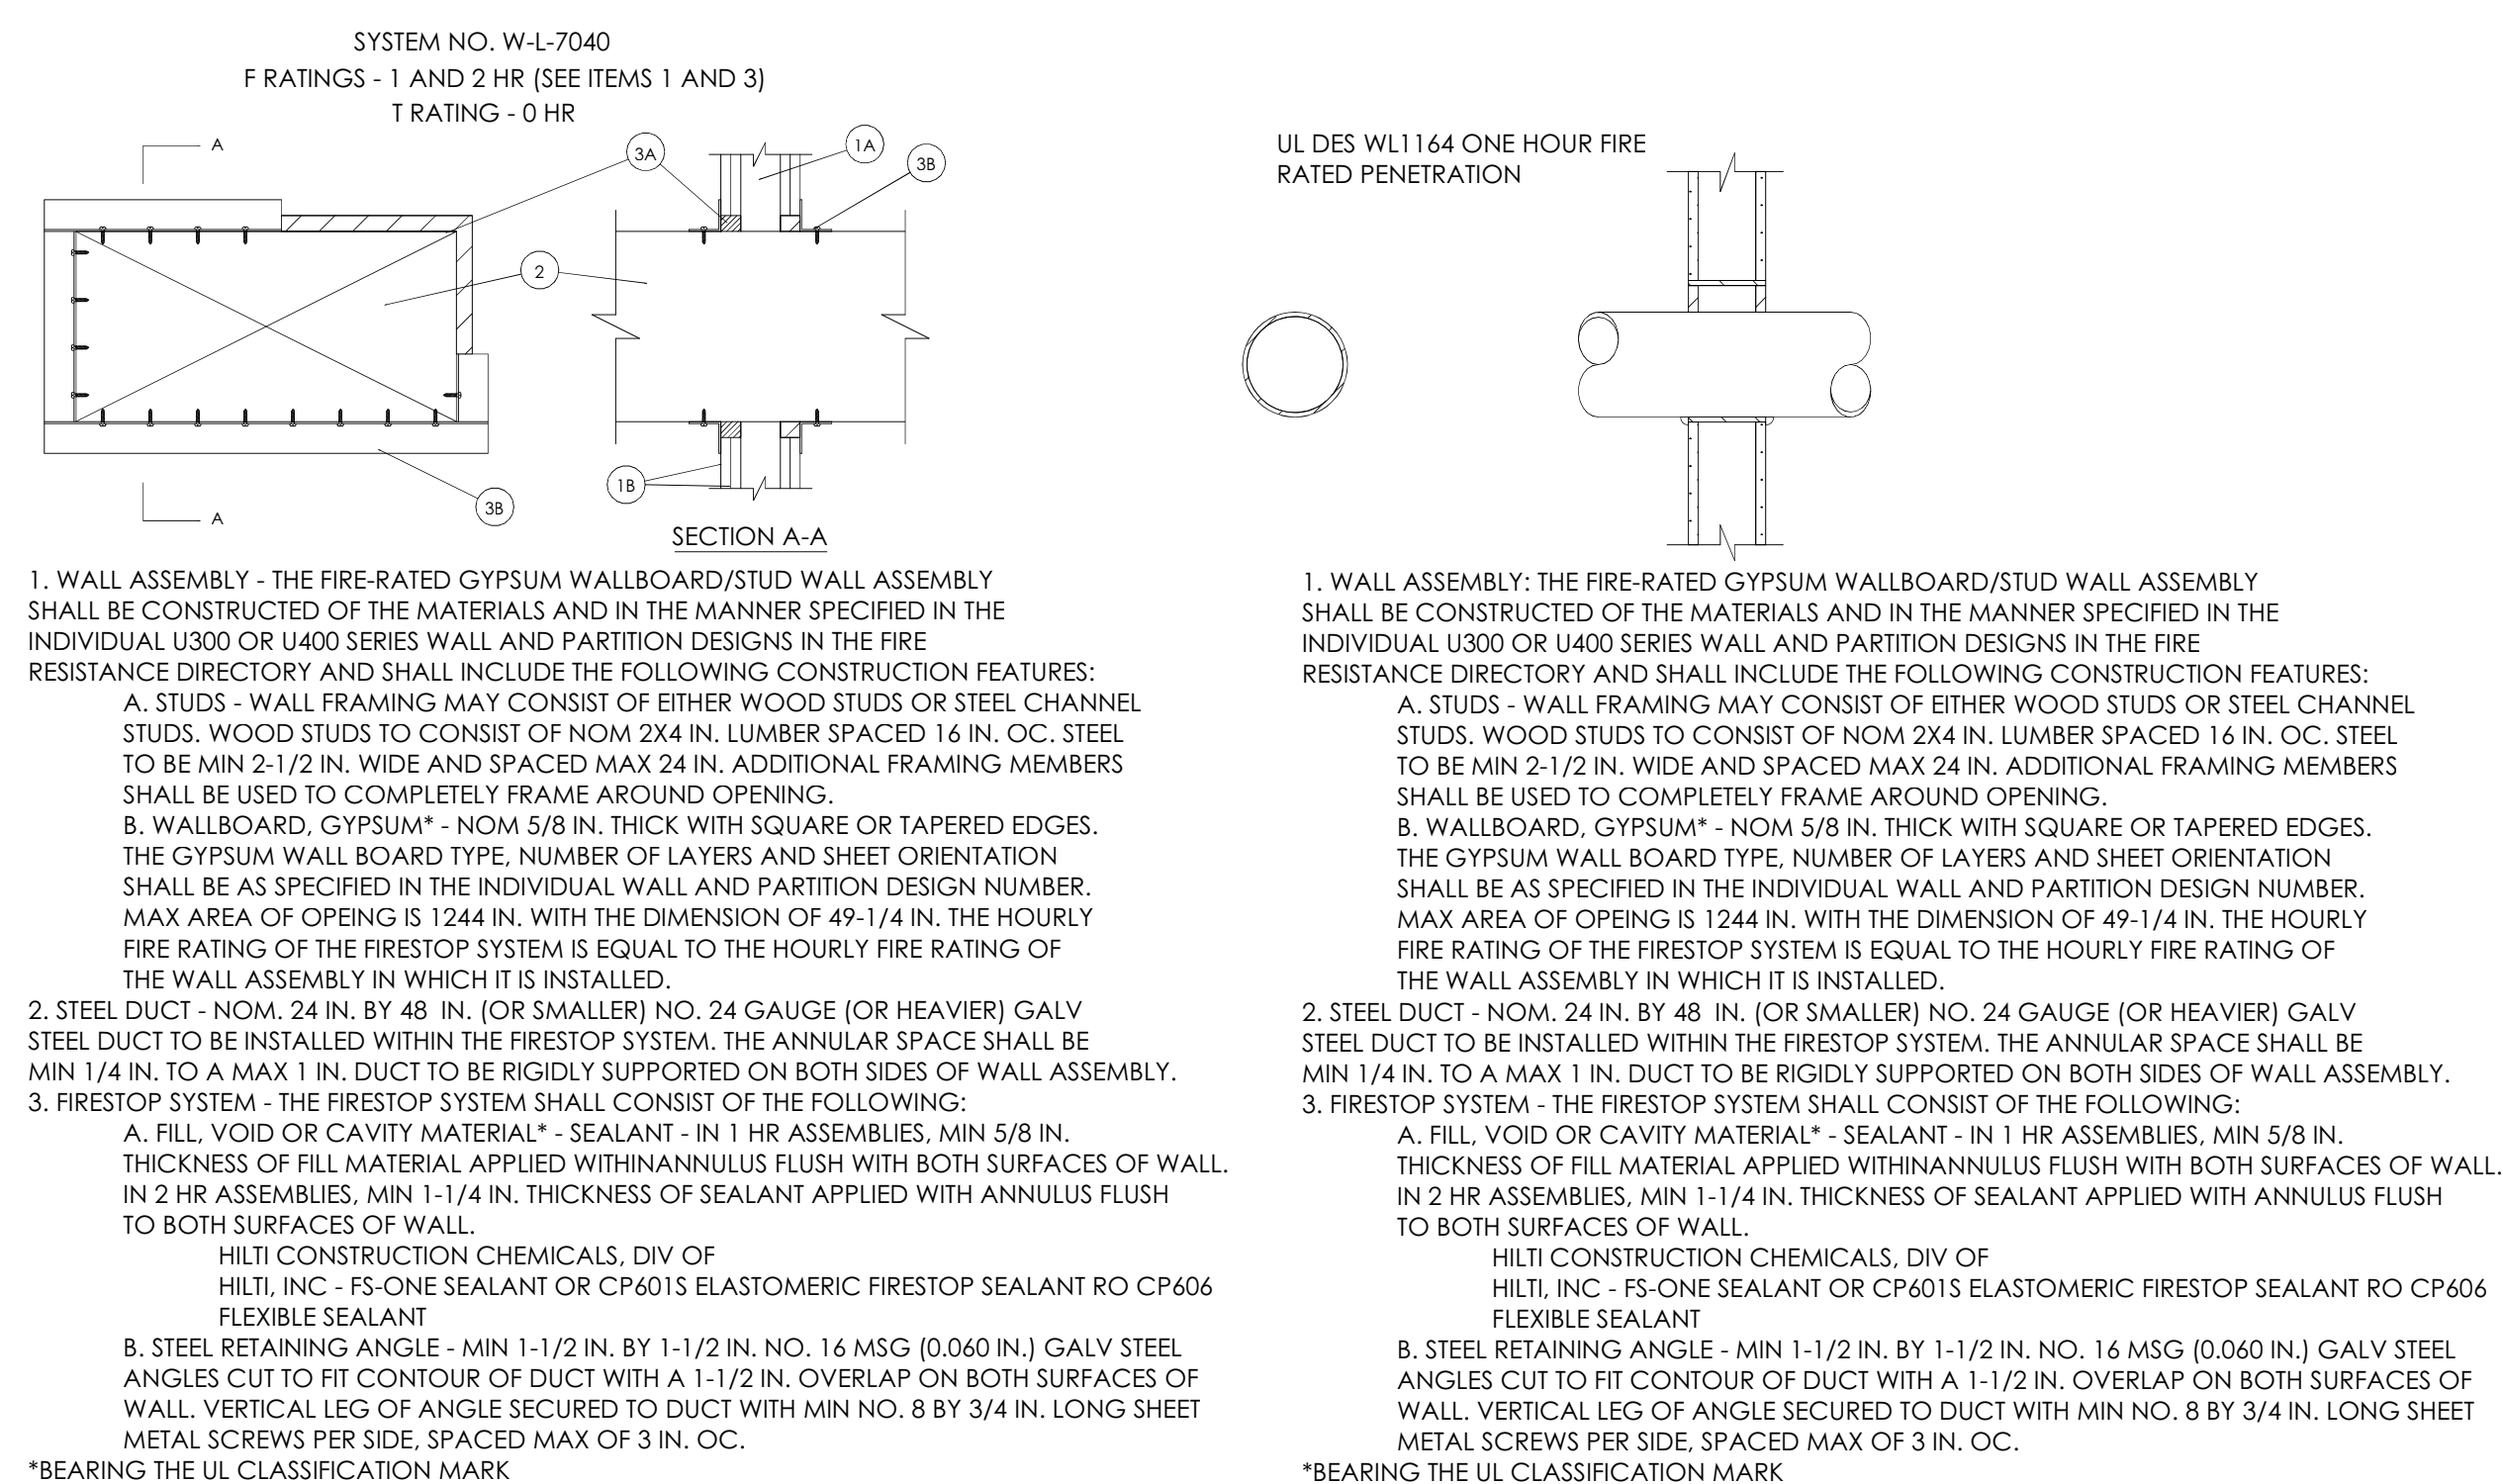 SYSTEM NO. W-L-7040
F RATINGS - 1 AND 2 HR (SEE ITEMS 1 AND 3)
T RATING - 0 HR
A
3A
1A
3B
2
1B
3B
A
SECTION A-A
1. WALL ASSEMBLY - THE FIRE-RATED GYPSUM WALLBOARD/STUD WALL ASSEMBLY
SHALL BE CONSTRUCTED OF THE MATERIALS AND IN THE MANNER SPECIFIED IN THE
INDIVIDUAL U300 OR U400 SERIES WALL AND PARTITION DESIGNS IN THE FIRE
RESISTANCE DIRECTORY AND SHALL INCLUDE THE FOLLOWING CONSTRUCTION FEATURES:
A. STUDS - WALL FRAMING MAY CONSIST OF EITHER WOOD STUDS OR STEEL CHANNEL
STUDS. WOOD STUDS TO CONSIST OF NOM 2X4 IN. LUMBER SPACED 16 IN. OC. STEEL
TO BE MIN 2-1/2 IN. WIDE AND SPACED MAX 24 IN. ADDITIONAL FRAMING MEMBERS
SHALL BE USED TO COMPLETELY FRAME AROUND OPENING.
B. WALLBOARD, GYPSUM* - NOM 5/8 IN. THICK WITH SQUARE OR TAPERED EDGES.
THE GYPSUM WALL BOARD TYPE, NUMBER OF LAYERS AND SHEET ORIENTATION
SHALL BE AS SPECIFIED IN THE INDIVIDUAL WALL AND PARTITION DESIGN NUMBER.
MAX AREA OF OPEING IS 1244 IN. WITH THE DIMENSION OF 49-1/4 IN. THE HOURLY
FIRE RATING OF THE FIRESTOP SYSTEM IS EQUAL TO THE HOURLY FIRE RATING OF
THE WALL ASSEMBLY IN WHICH IT IS INSTALLED.
2. STEEL DUCT - NOM. 24 IN. BY 48  IN. (OR SMALLER) NO. 24 GAUGE (OR HEAVIER) GALV
STEEL DUCT TO BE INSTALLED WITHIN THE FIRESTOP SYSTEM. THE ANNULAR SPACE SHALL BE
MIN 1/4 IN. TO A MAX 1 IN. DUCT TO BE RIGIDLY SUPPORTED ON BOTH SIDES OF WALL ASSEMBLY.
3. FIRESTOP SYSTEM - THE FIRESTOP SYSTEM SHALL CONSIST OF THE FOLLOWING:
A. FILL, VOID OR CAVITY MATERIAL* - SEALANT - IN 1 HR ASSEMBLIES, MIN 5/8 IN.
THICKNESS OF FILL MATERIAL APPLIED WITHINANNULUS FLUSH WITH BOTH SURFACES OF WALL.
IN 2 HR ASSEMBLIES, MIN 1-1/4 IN. THICKNESS OF SEALANT APPLIED WITH ANNULUS FLUSH
TO BOTH SURFACES OF WALL.
HILTI CONSTRUCTION CHEMICALS, DIV OF
HILTI, INC - FS-ONE SEALANT OR CP601S ELASTOMERIC FIRESTOP SEALANT RO CP606
FLEXIBLE SEALANT
B. STEEL RETAINING ANGLE - MIN 1-1/2 IN. BY 1-1/2 IN. NO. 16 MSG (0.060 IN.) GALV STEEL
ANGLES CUT TO FIT CONTOUR OF DUCT WITH A 1-1/2 IN. OVERLAP ON BOTH SURFACES OF
WALL. VERTICAL LEG OF ANGLE SECURED TO DUCT WITH MIN NO. 8 BY 3/4 IN. LONG SHEET
METAL SCREWS PER SIDE, SPACED MAX OF 3 IN. OC.
*BEARING THE UL CLASSIFICATION MARK
UL DES WL1164 ONE HOUR FIRE
RATED PENETRATION
1. WALL ASSEMBLY: THE FIRE-RATED GYPSUM WALLBOARD/STUD WALL ASSEMBLY
SHALL BE CONSTRUCTED OF THE MATERIALS AND IN THE MANNER SPECIFIED IN THE
INDIVIDUAL U300 OR U400 SERIES WALL AND PARTITION DESIGNS IN THE FIRE
RESISTANCE DIRECTORY AND SHALL INCLUDE THE FOLLOWING CONSTRUCTION FEATURES:
A. STUDS - WALL FRAMING MAY CONSIST OF EITHER WOOD STUDS OR STEEL CHANNEL
STUDS. WOOD STUDS TO CONSIST OF NOM 2X4 IN. LUMBER SPACED 16 IN. OC. STEEL
TO BE MIN 2-1/2 IN. WIDE AND SPACED MAX 24 IN. ADDITIONAL FRAMING MEMBERS
SHALL BE USED TO COMPLETELY FRAME AROUND OPENING.
B. WALLBOARD, GYPSUM* - NOM 5/8 IN. THICK WITH SQUARE OR TAPERED EDGES.
THE GYPSUM WALL BOARD TYPE, NUMBER OF LAYERS AND SHEET ORIENTATION
SHALL BE AS SPECIFIED IN THE INDIVIDUAL WALL AND PARTITION DESIGN NUMBER.
MAX AREA OF OPEING IS 1244 IN. WITH THE DIMENSION OF 49-1/4 IN. THE HOURLY
FIRE RATING OF THE FIRESTOP SYSTEM IS EQUAL TO THE HOURLY FIRE RATING OF
THE WALL ASSEMBLY IN WHICH IT IS INSTALLED.
2. STEEL DUCT - NOM. 24 IN. BY 48  IN. (OR SMALLER) NO. 24 GAUGE (OR HEAVIER) GALV
STEEL DUCT TO BE INSTALLED WITHIN THE FIRESTOP SYSTEM. THE ANNULAR SPACE SHALL BE
MIN 1/4 IN. TO A MAX 1 IN. DUCT TO BE RIGIDLY SUPPORTED ON BOTH SIDES OF WALL ASSEMBLY.
3. FIRESTOP SYSTEM - THE FIRESTOP SYSTEM SHALL CONSIST OF THE FOLLOWING:
A. FILL, VOID OR CAVITY MATERIAL* - SEALANT - IN 1 HR ASSEMBLIES, MIN 5/8 IN.
THICKNESS OF FILL MATERIAL APPLIED WITHINANNULUS FLUSH WITH BOTH SURFACES OF WALL.
IN 2 HR ASSEMBLIES, MIN 1-1/4 IN. THICKNESS OF SEALANT APPLIED WITH ANNULUS FLUSH
TO BOTH SURFACES OF WALL.
HILTI CONSTRUCTION CHEMICALS, DIV OF
HILTI, INC - FS-ONE SEALANT OR CP601S ELASTOMERIC FIRESTOP SEALANT RO CP606
FLEXIBLE SEALANT
B. STEEL RETAINING ANGLE - MIN 1-1/2 IN. BY 1-1/2 IN. NO. 16 MSG (0.060 IN.) GALV STEEL
ANGLES CUT TO FIT CONTOUR OF DUCT WITH A 1-1/2 IN. OVERLAP ON BOTH SURFACES OF
WALL. VERTICAL LEG OF ANGLE SECURED TO DUCT WITH MIN NO. 8 BY 3/4 IN. LONG SHEET
METAL SCREWS PER SIDE, SPACED MAX OF 3 IN. OC.
*BEARING THE UL CLASSIFICATION MARK